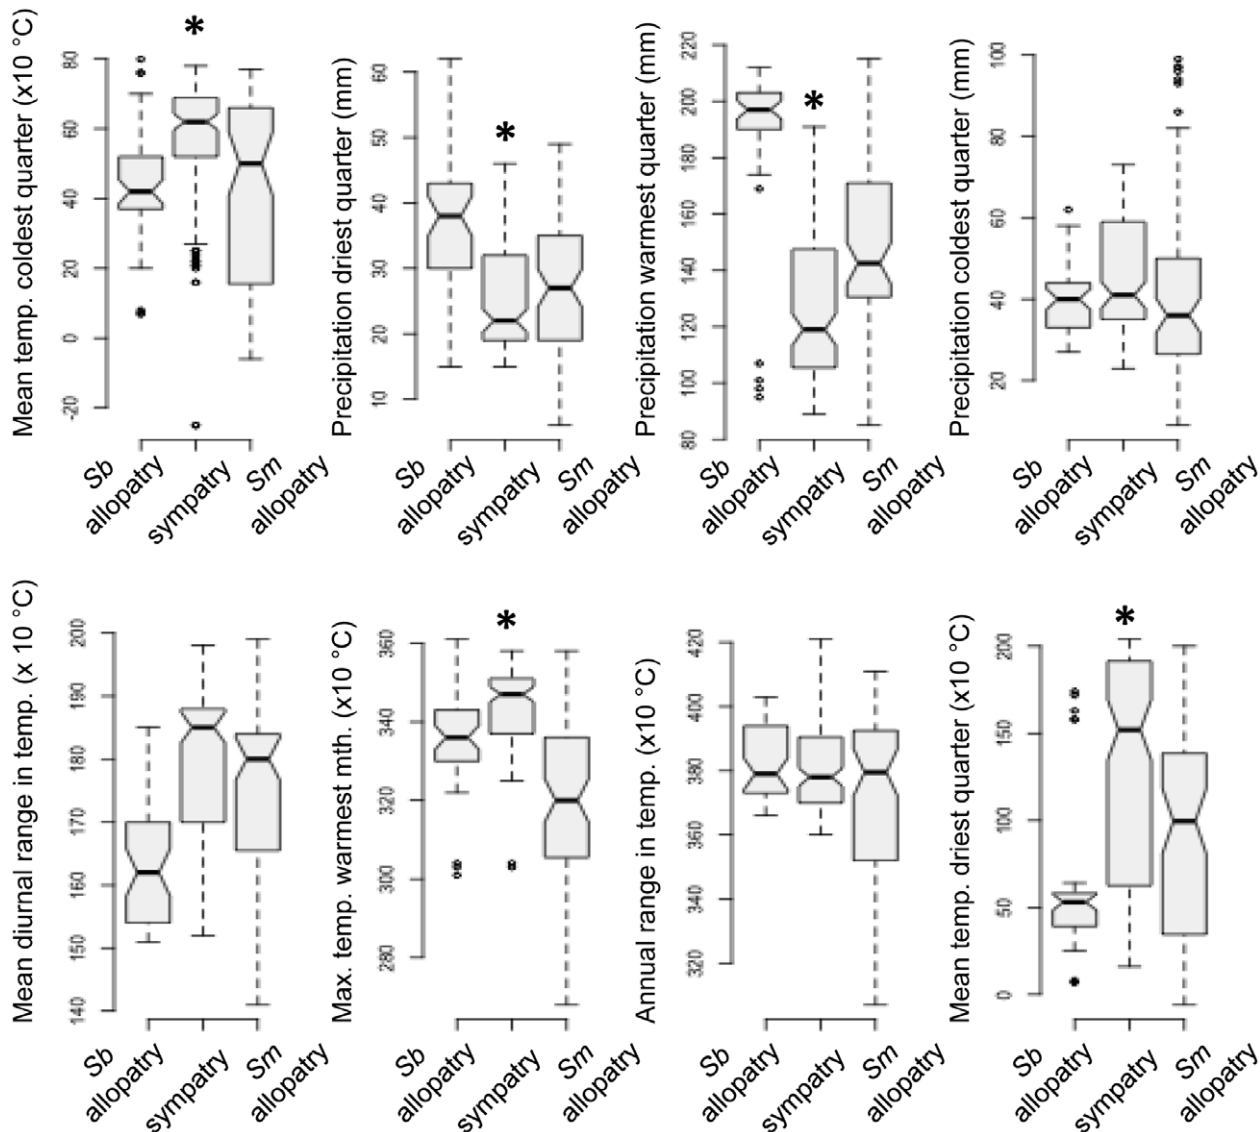 Mean temp. coldest quarter (x10 °C)
80
60
40
20
0
-20
*
Sb
allopatry
sympatry
Sm
allopatry
Precipitation driest quarter (mm)
60
50
40
30
20
10
*
Sb
allopatry
sympatry
Sm
allopatry
Precipitation warmest quarter (mm)
220
200
180
160
140
120
100
80
*
Sb
allopatry
sympatry
Sm
allopatry
Precipitation coldest quarter (mm)
100
80
60
40
20
Sb
allopatry
sympatry
Sm
allopatry
Mean diurnal range in temp. (x 10 °C)
200
190
180
170
160
150
140
Sb
allopatry
sympatry
Sm
allopatry
Max. temp. warmest mth. (x10 °C)
360
340
320
300
280
*
Sb
allopatry
sympatry
Sm
allopatry
Annual range in temp. (x10 °C)
420
400
380
360
340
320
Sb
allopatry
sympatry
Sm
allopatry
Mean temp. driest quarter (x10 °C)
200
150
100
50
0
*
Sb
allopatry
sympatry
Sm
allopatry